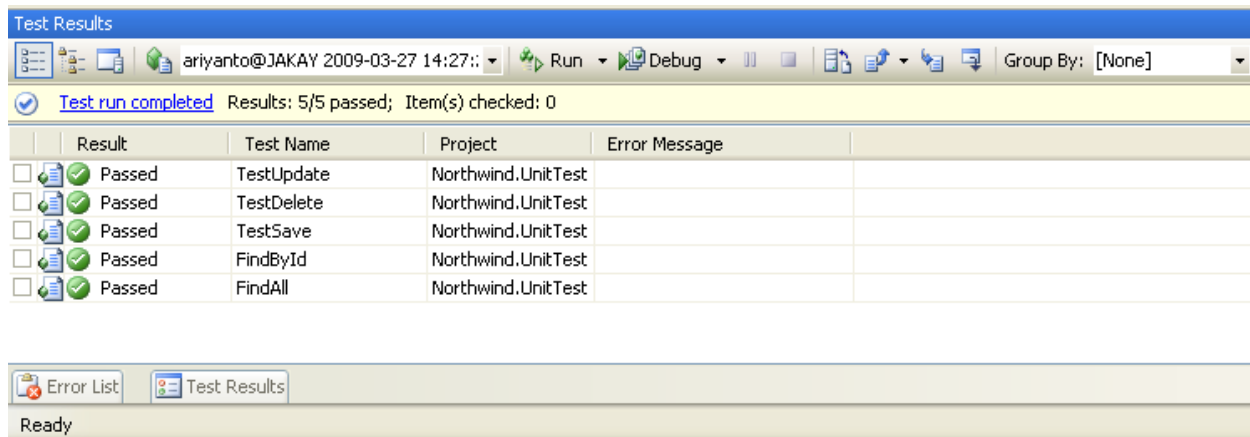 Test Results
ariyanto@JAKAY 2009-03-27 14:27: Run Debug Group By: [None]
Test run completed Results: 5/5 passed; Item(s) checked: 0
Result Test Name Project Error Message
Passed TestUpdate Northwind.UnitTest
Passed TestDelete Northwind.UnitTest
Passed TestSave Northwind.UnitTest
Passed FindById Northwind.UnitTest
Passed FindAll Northwind.UnitTest
Error List Test Results
Ready